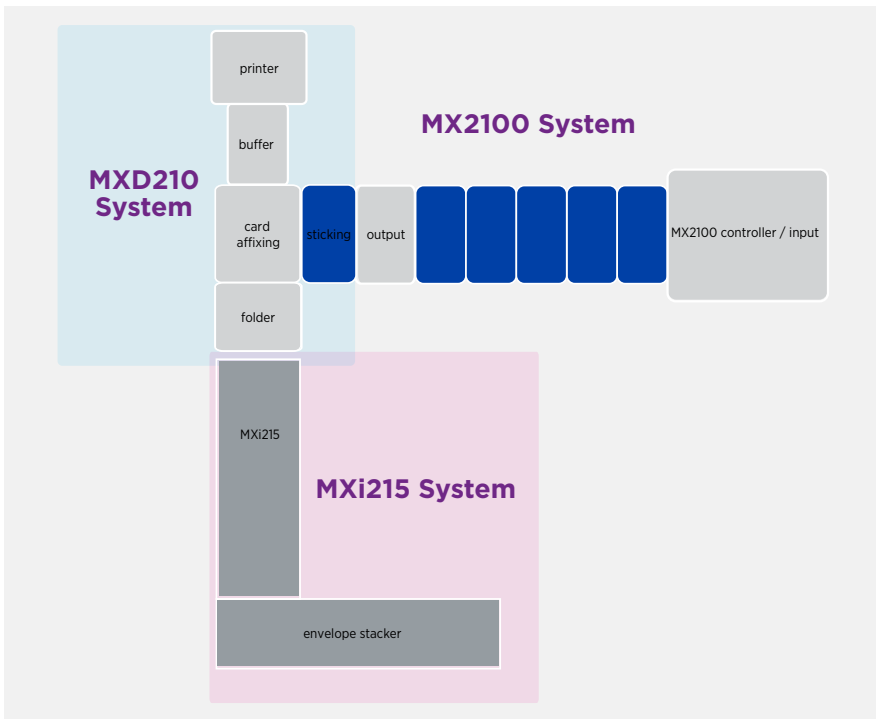 printer
MX2100 System
buffer
MXD210
System
card
affixing
sticking
output
MX2100 controller / input
folder
MXi215
MXi215 System
envelope stacker